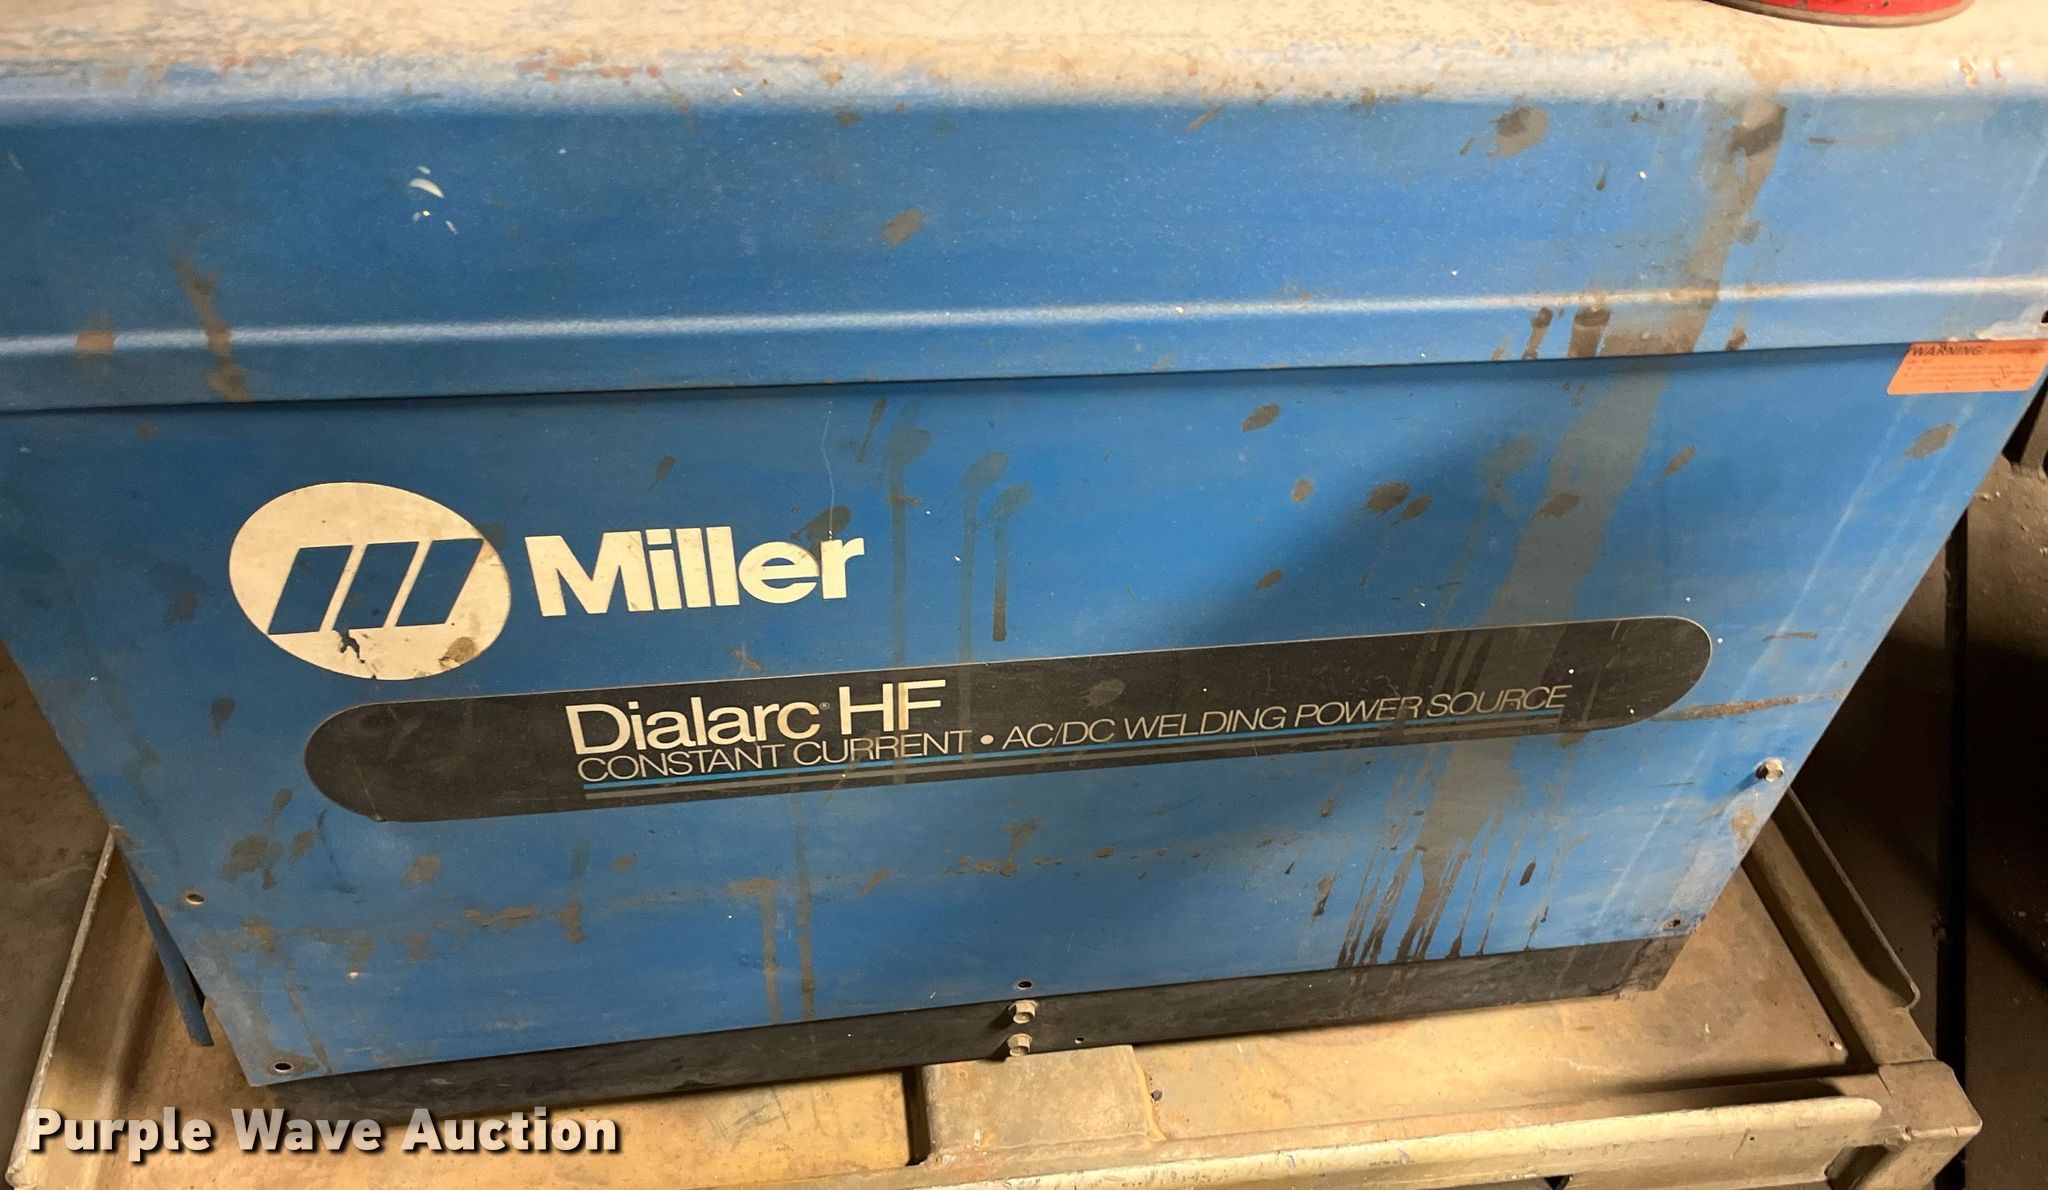 WARNING
Miller
Dialarc® HF
CONSTANT CURRENT • AC/DC WELDING POWER SOURCE
Purple Wave Auction